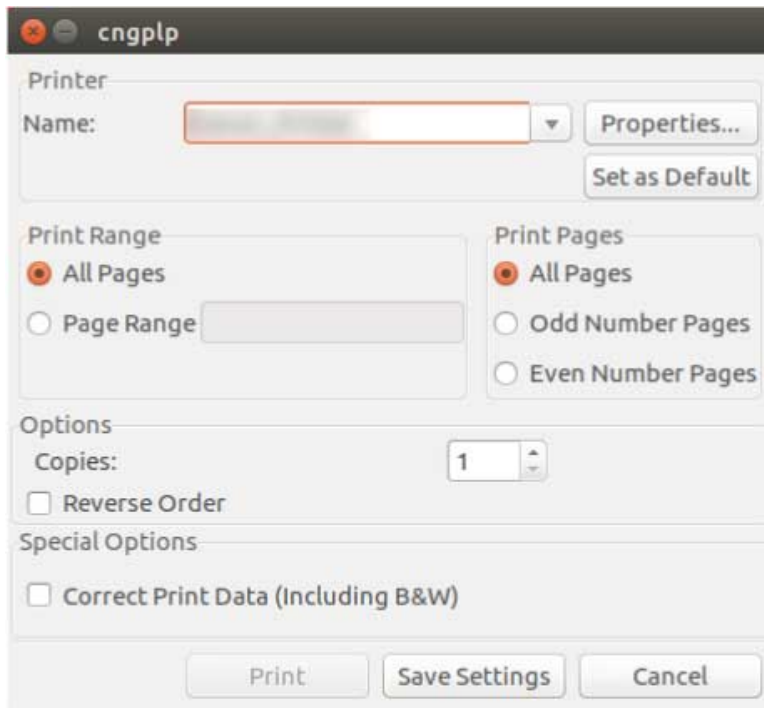 cngplp
Printer
Name:
Properties...
Set as Default
Print Range
All Pages
Page Range
Print Pages
All Pages
Odd Number Pages
Even Number Pages
Options
Copies:
1
Reverse Order
Special Options
Correct Print Data (Including B&W)
Print
Save Settings
Cancel